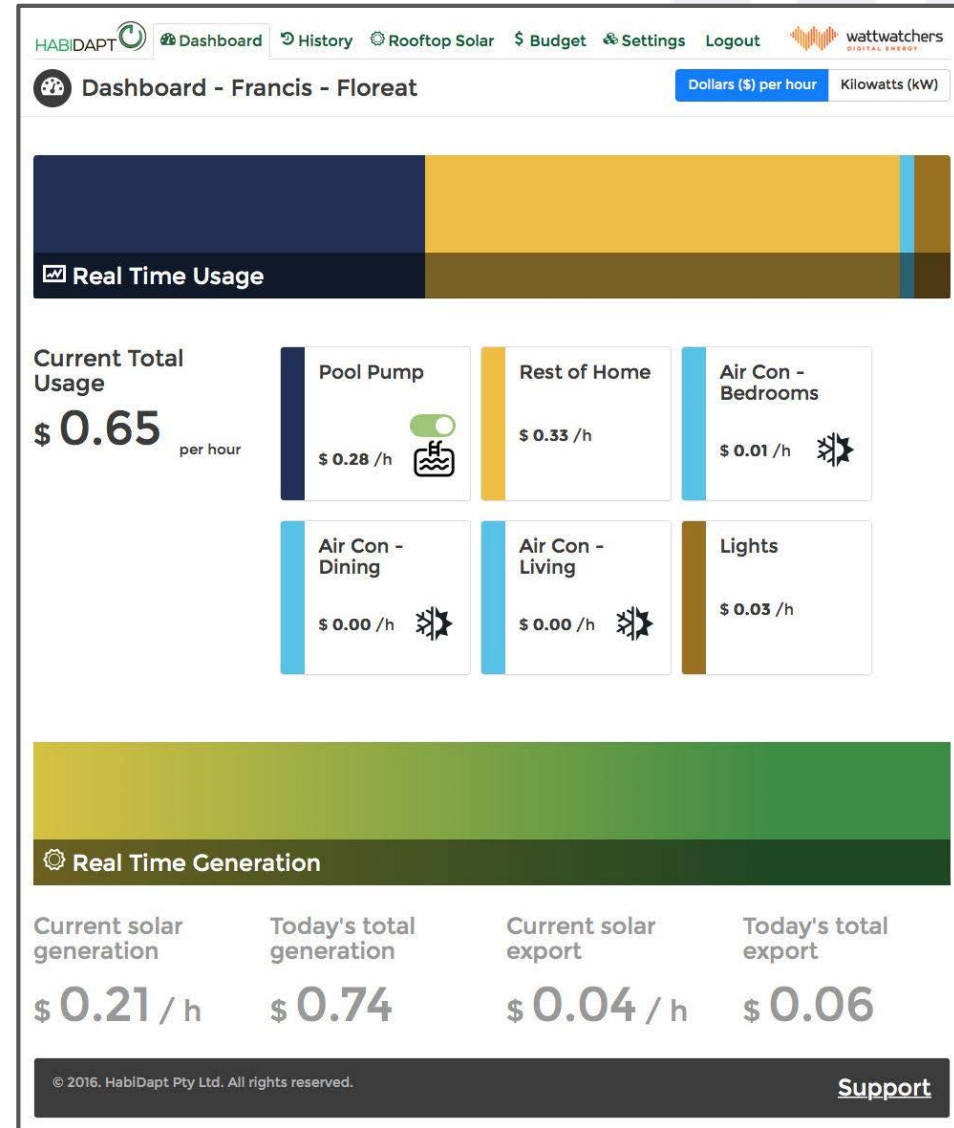 HABIDAPT Dashboard History Rooftop Solar $ Budget Settings Logout wattwatchers
DIGITAL ENERGY
Dashboard - Francis - Floreat
Dollars ($) per hour Kilowatts (kW)
Real Time Usage
Current Total
Usage
$ 0.65 per hour
Pool Pump
$ 0.28 /h
Rest of Home
$ 0.33 /h
Air Con -
Bedrooms
$ 0.01 /h
Air Con -
Dining
$ 0.00 /h
Air Con -
Living
$ 0.00 /h
Lights
$ 0.03 /h
Real Time Generation
Current solar
generation
$ 0.21 / h
Today's total
generation
$ 0.74
Current solar
export
$ 0.04 / h
Today's total
export
$ 0.06
© 2016. HabiDapt Pty Ltd. All rights reserved.
Support